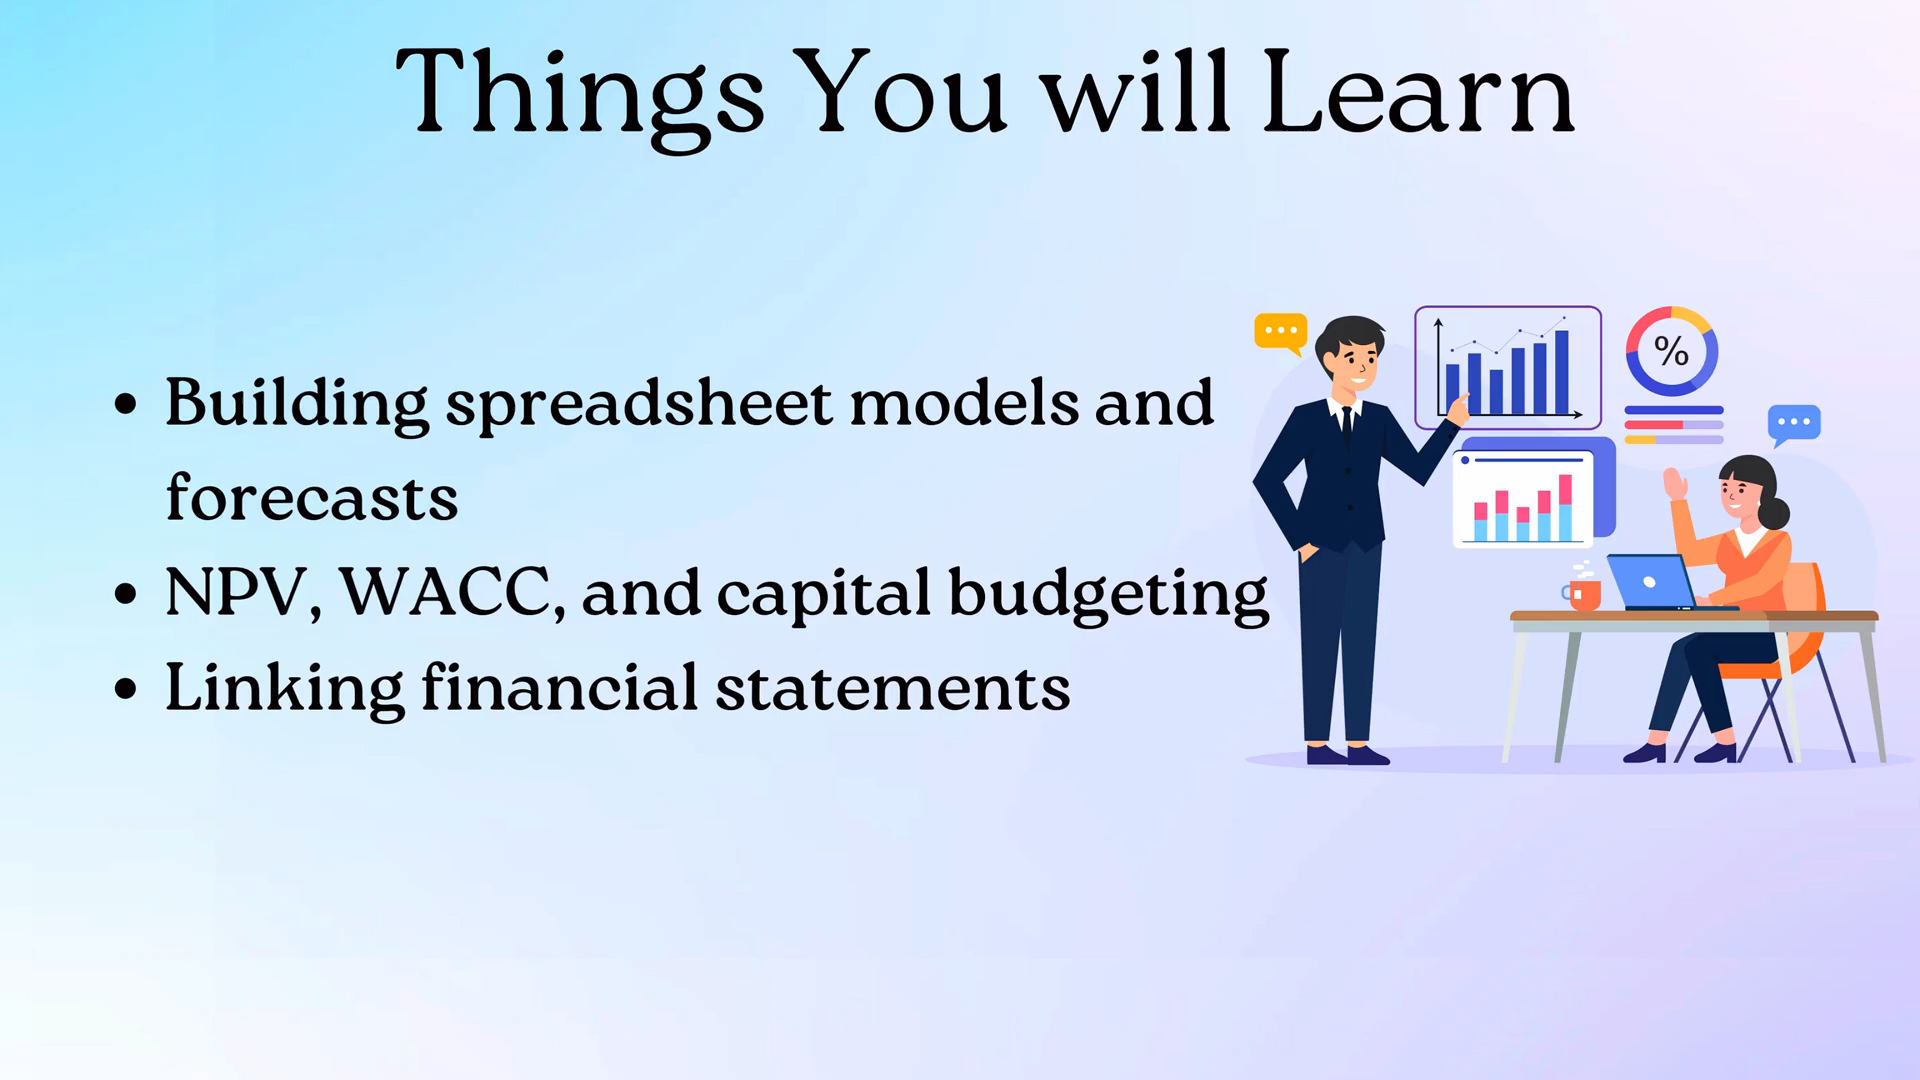 Things You will Learn
• Building spreadsheet models and
forecasts
• NPV, WACC, and capital budgeting
• Linking financial statements
%